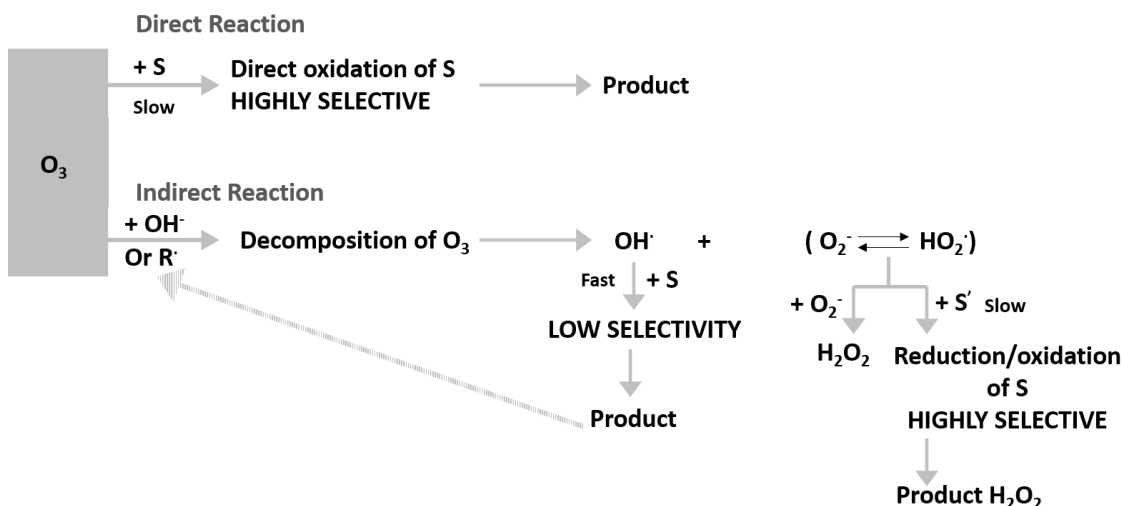 Direct Reaction
+ S
Slow
Direct oxidation of S
HIGHLY SELECTIVE
Product
O₃
Indirect Reaction
+ OH⁻
Or R˙
Decomposition of O₃
OH˙
+
( O₂⁻ ⇌ HO₂˙)
Fast
+ S
LOW SELECTIVITY
Product
+ O₂⁻
+ S′ Slow
H₂O₂
Reduction/oxidation
of S
HIGHLY SELECTIVE
Product H₂O₂